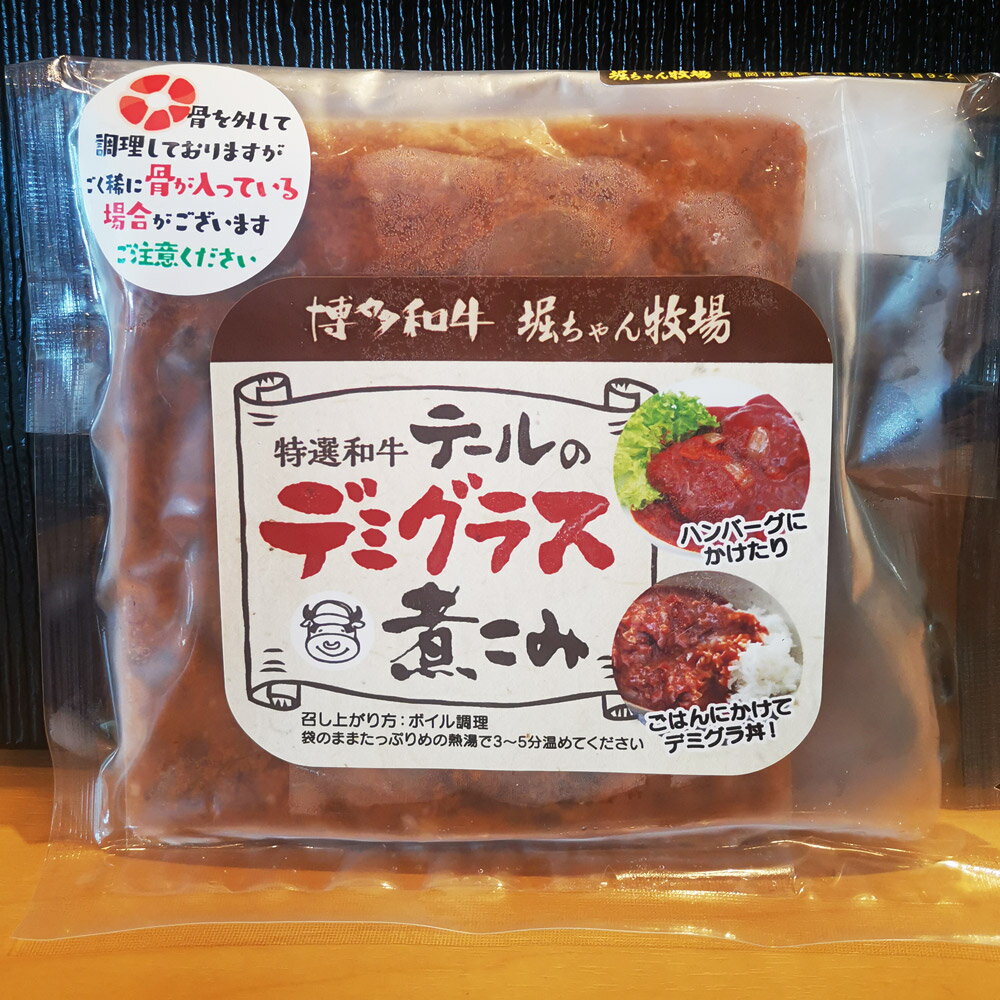 堀ちゃん牧場 福岡市西区
骨を外して
調理しておりますが
ごく稀に骨が入っている
場合がございます
ご注意ください
博多和牛 堀ちゃん牧場
特選和牛 テールの
デミグラス
煮こみ
ハンバーグに
かけたり
ごはんにかけて
デミグラ丼!
召し上がり方:ボイル調理
袋のままたっぷりめの熱湯で3~5分温めてください